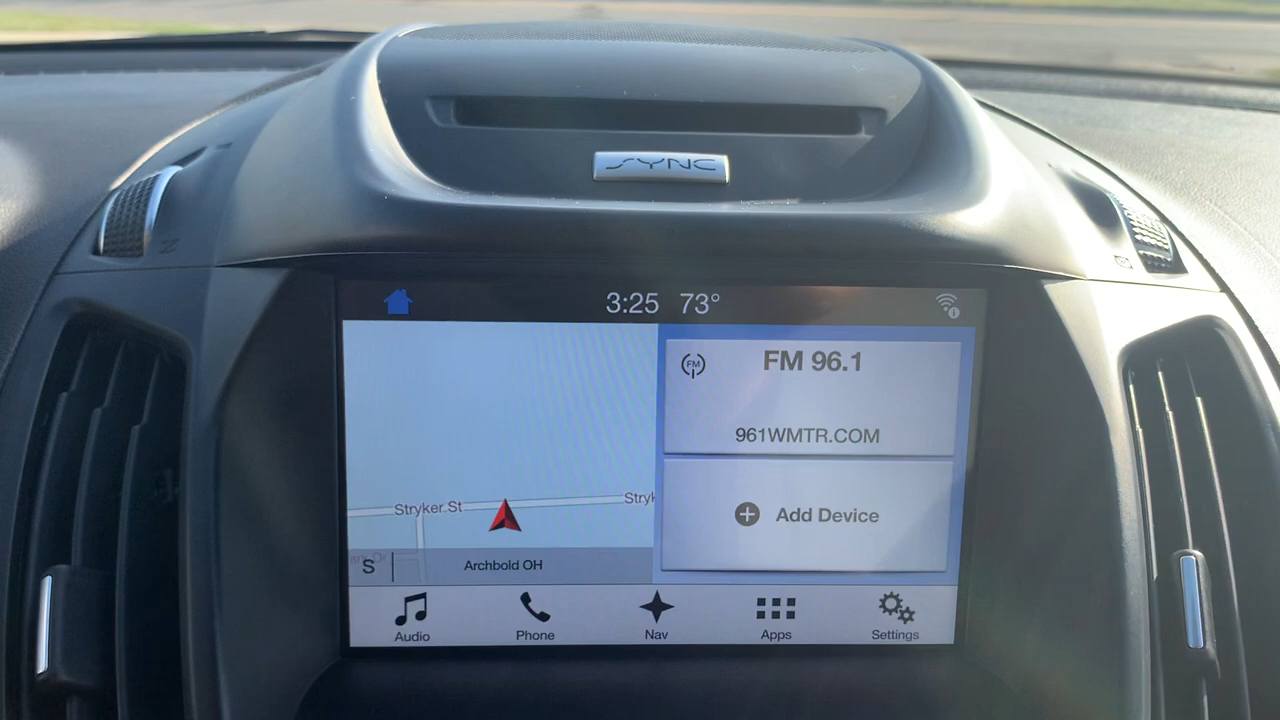 SYNC
3:25 73°
FM
FM 96.1
961WMTR.COM
Stryker St
Stryk
S
Archbold OH
Add Device
Audio
Phone
Nav
Apps
Settings